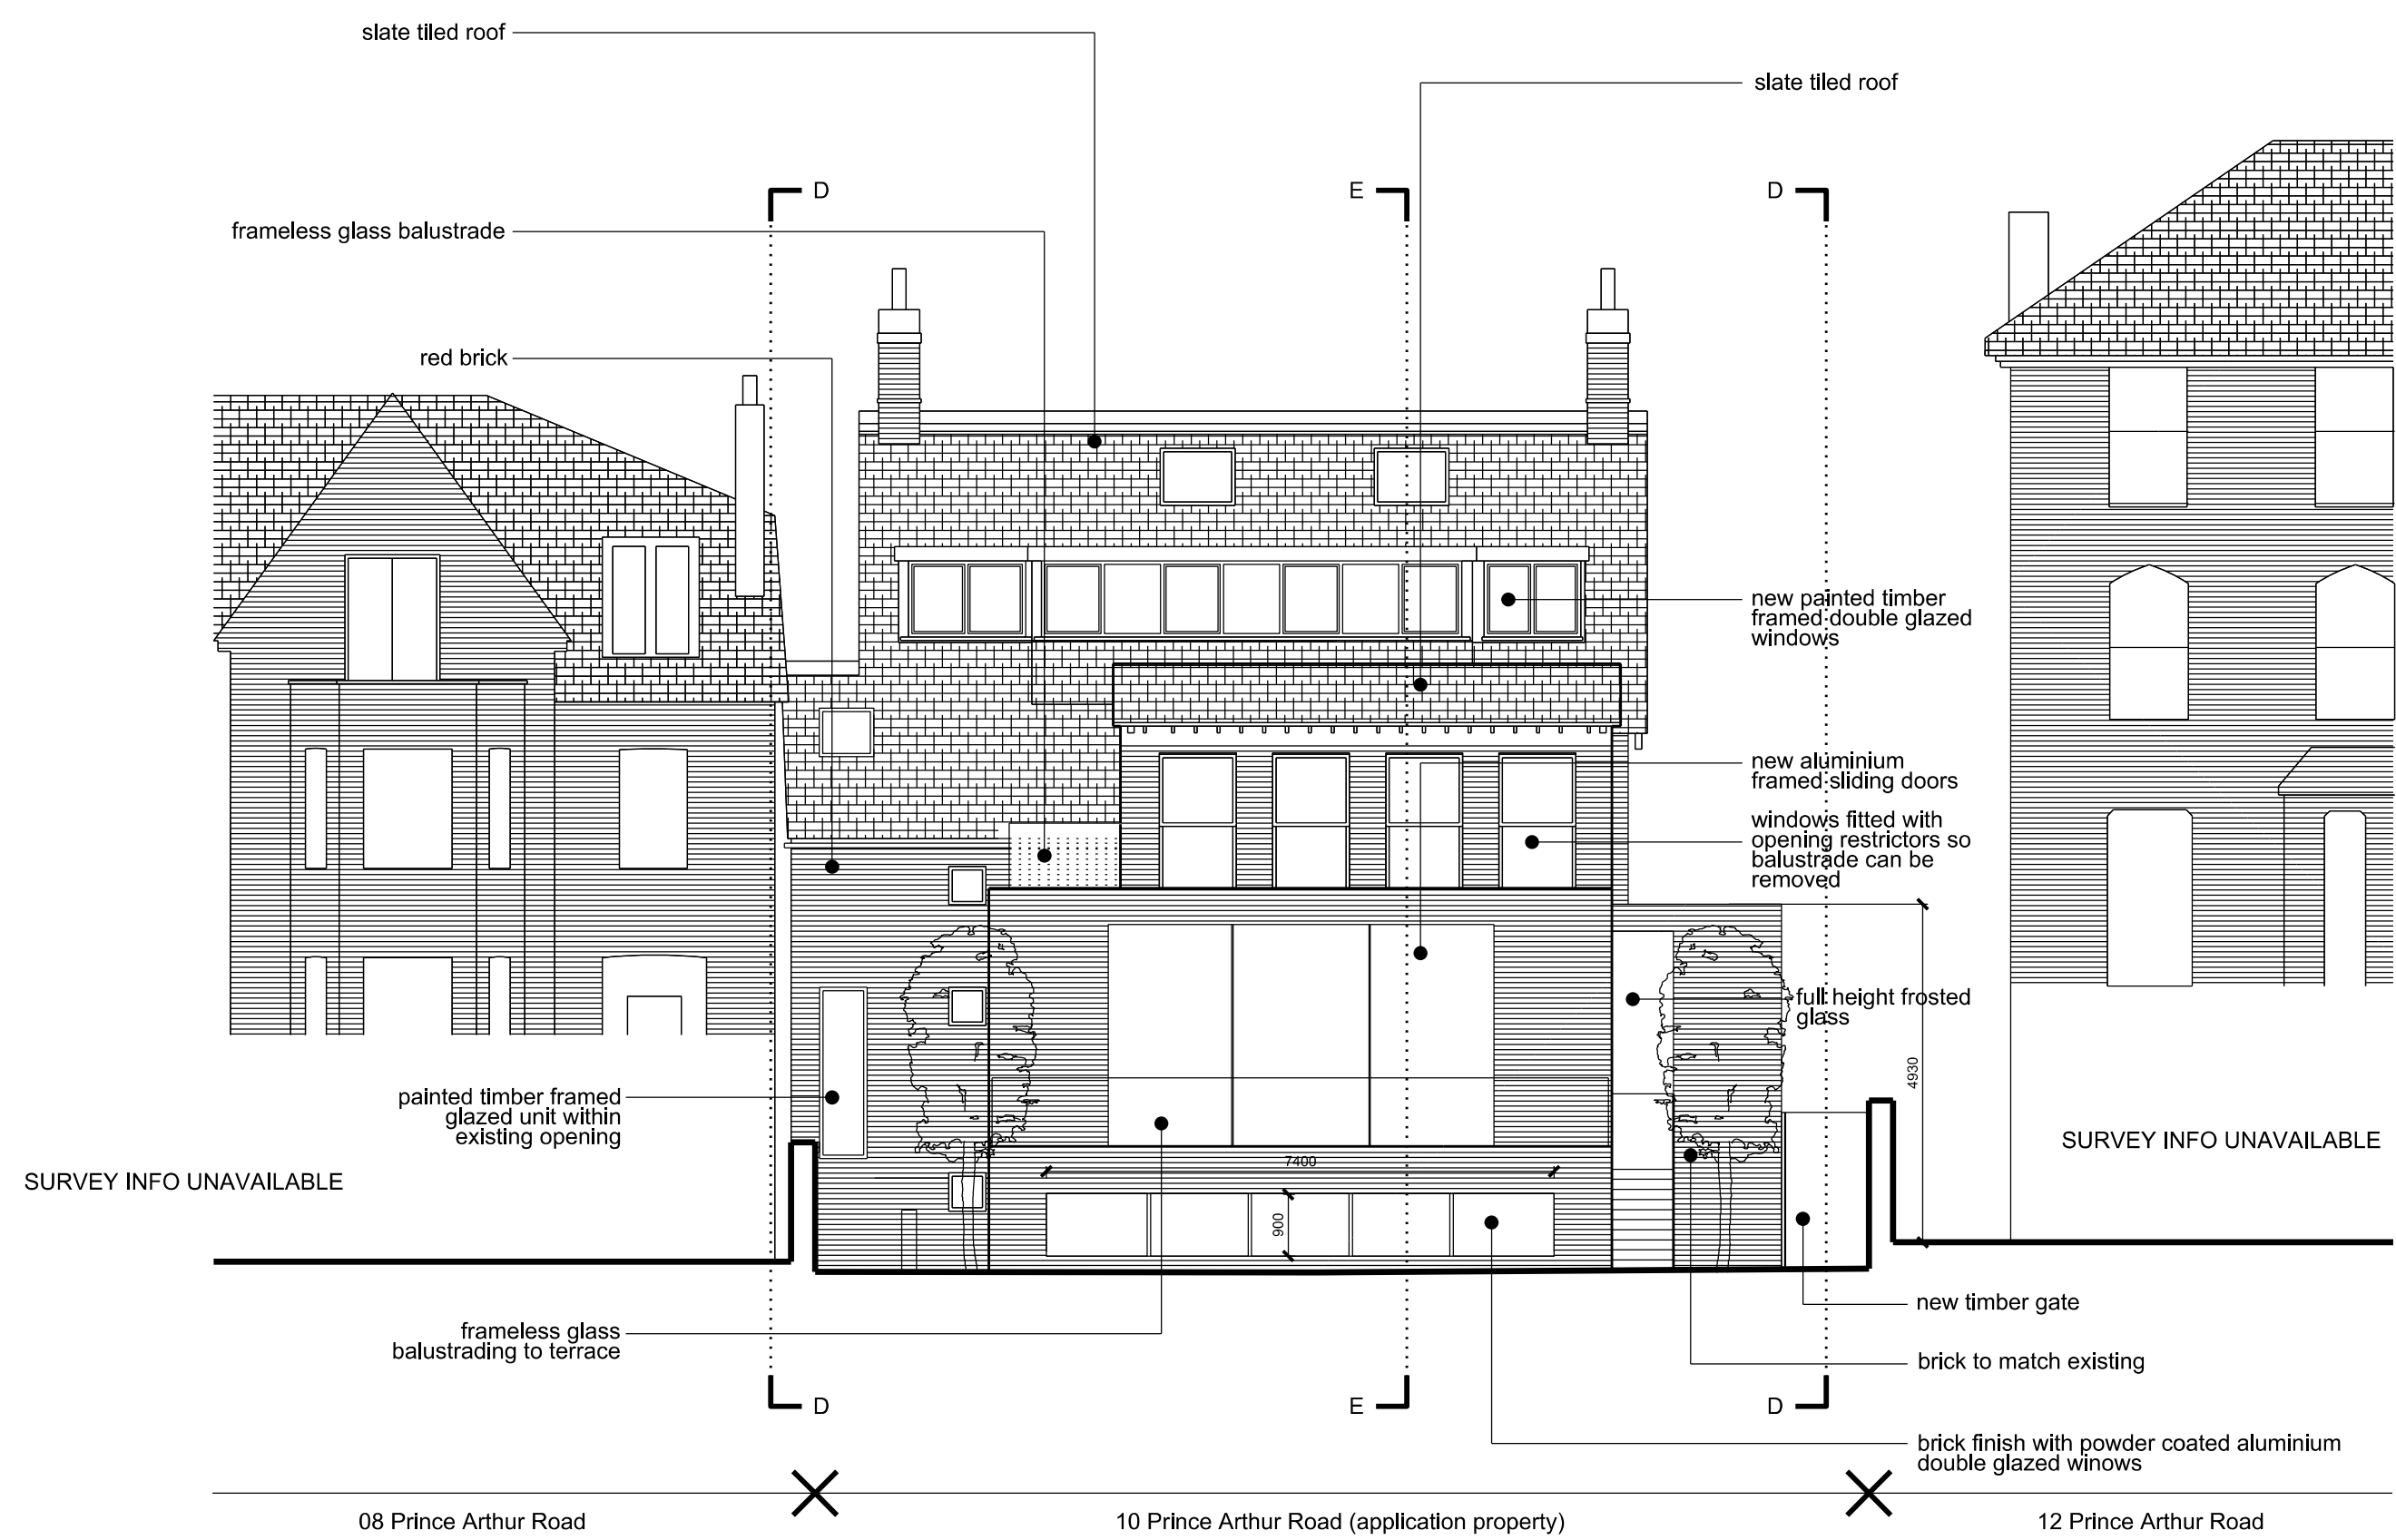 slate tiled roof
slate tiled roof
D
E
D
frameless glass balustrade
red brick
new painted timber
framed double glazed
windows
new aluminium
framed sliding doors
windows fitted with
opening restrictors so
balustrade can be
removed
full height frosted
glass
4930
painted timber framed
glazed unit within
existing opening
SURVEY INFO UNAVAILABLE
SURVEY INFO UNAVAILABLE
7400
900
new timber gate
frameless glass
balustrading to terrace
brick to match existing
D
E
D
brick finish with powder coated aluminium
double glazed winows
08 Prince Arthur Road
10 Prince Arthur Road (application property)
12 Prince Arthur Road